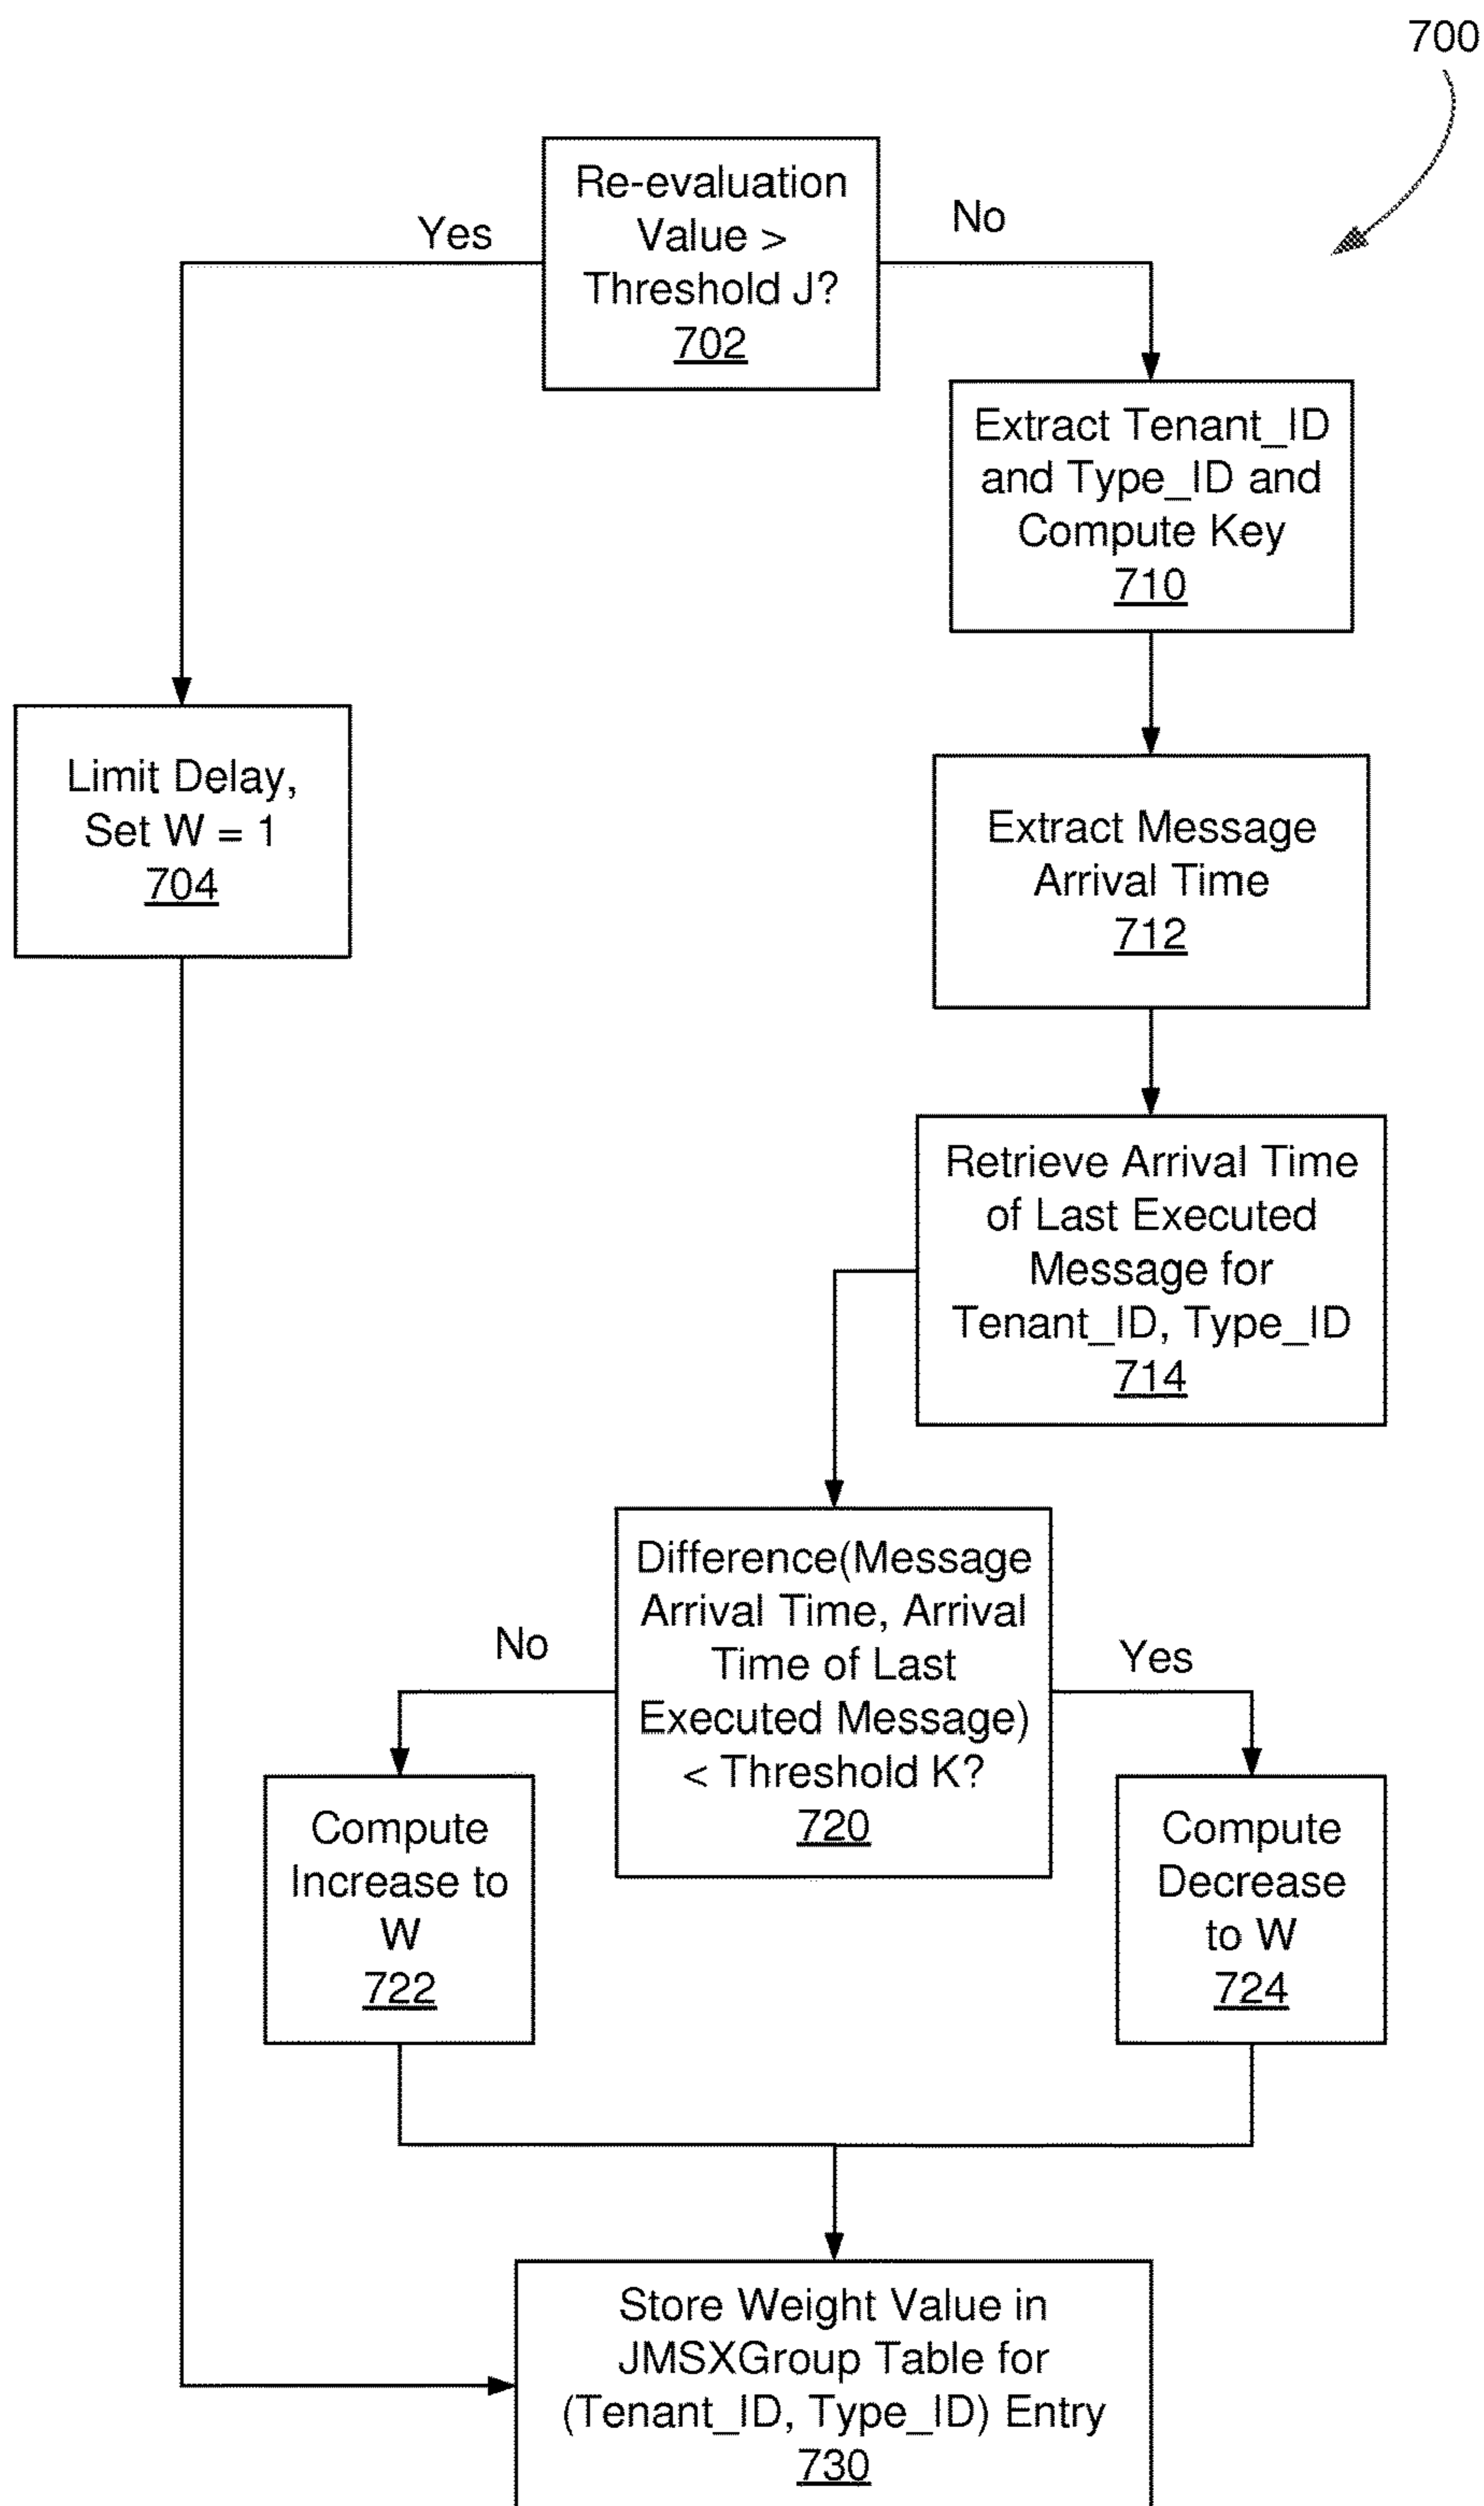 700
Re-evaluation
Value >
Threshold J?
702
Yes
No
Extract Tenant_ID
and Type_ID and
Compute Key
710
Limit Delay,
Set W = 1
704
Extract Message
Arrival Time
712
Retrieve Arrival Time
of Last Executed
Message for
Tenant_ID, Type_ID
714
Difference(Message
Arrival Time, Arrival
Time of Last
Executed Message)
< Threshold K?
720
No
Yes
Compute
Increase to
W
722
Compute
Decrease
to W
724
Store Weight Value in
JMSXGroup Table for
(Tenant_ID, Type_ID) Entry
730